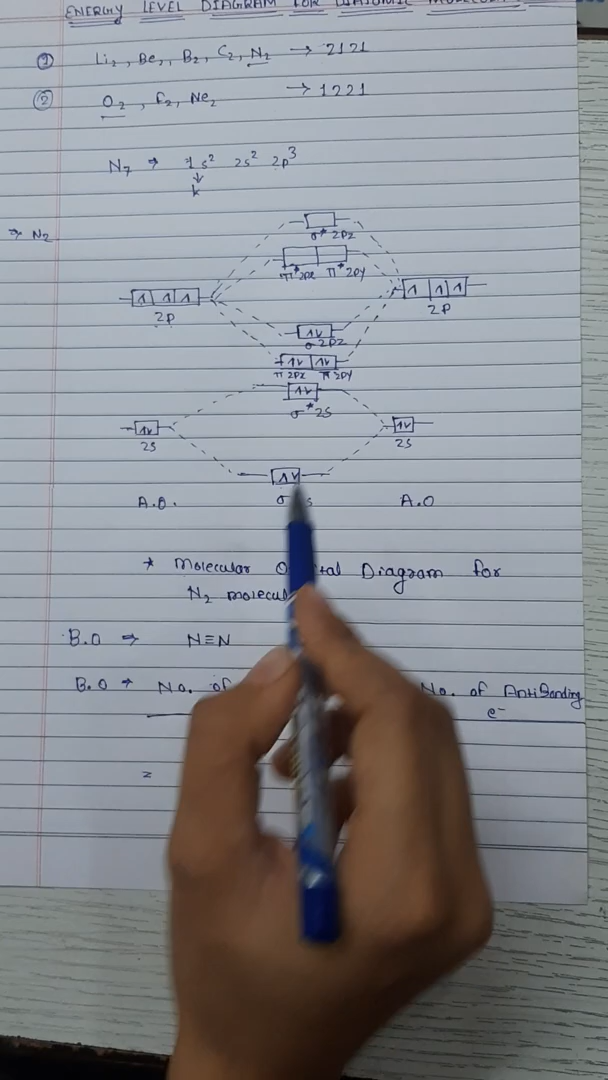 ENERGY LEVEL DIAGRAM FOR DIATOMIC
① Li₂, Be₂, B₂, C₂, N₂ → 2121
② O₂, F₂, Ne₂ → 1221
N₇ → 1s² 2s² 2p³
↓
k
⇒ N₂
σ* 2pz
π* 2px π* 2py
2p 2p
σ 2pz
π 2px π 2py
σ* 2s
2s 2s
A.O. σ s A.O
* Molecular O tal Diagram for
N₂ molecul
B.O ⇒ N≡N
B.O → No. of No. of AntiBonding
e⁻
=